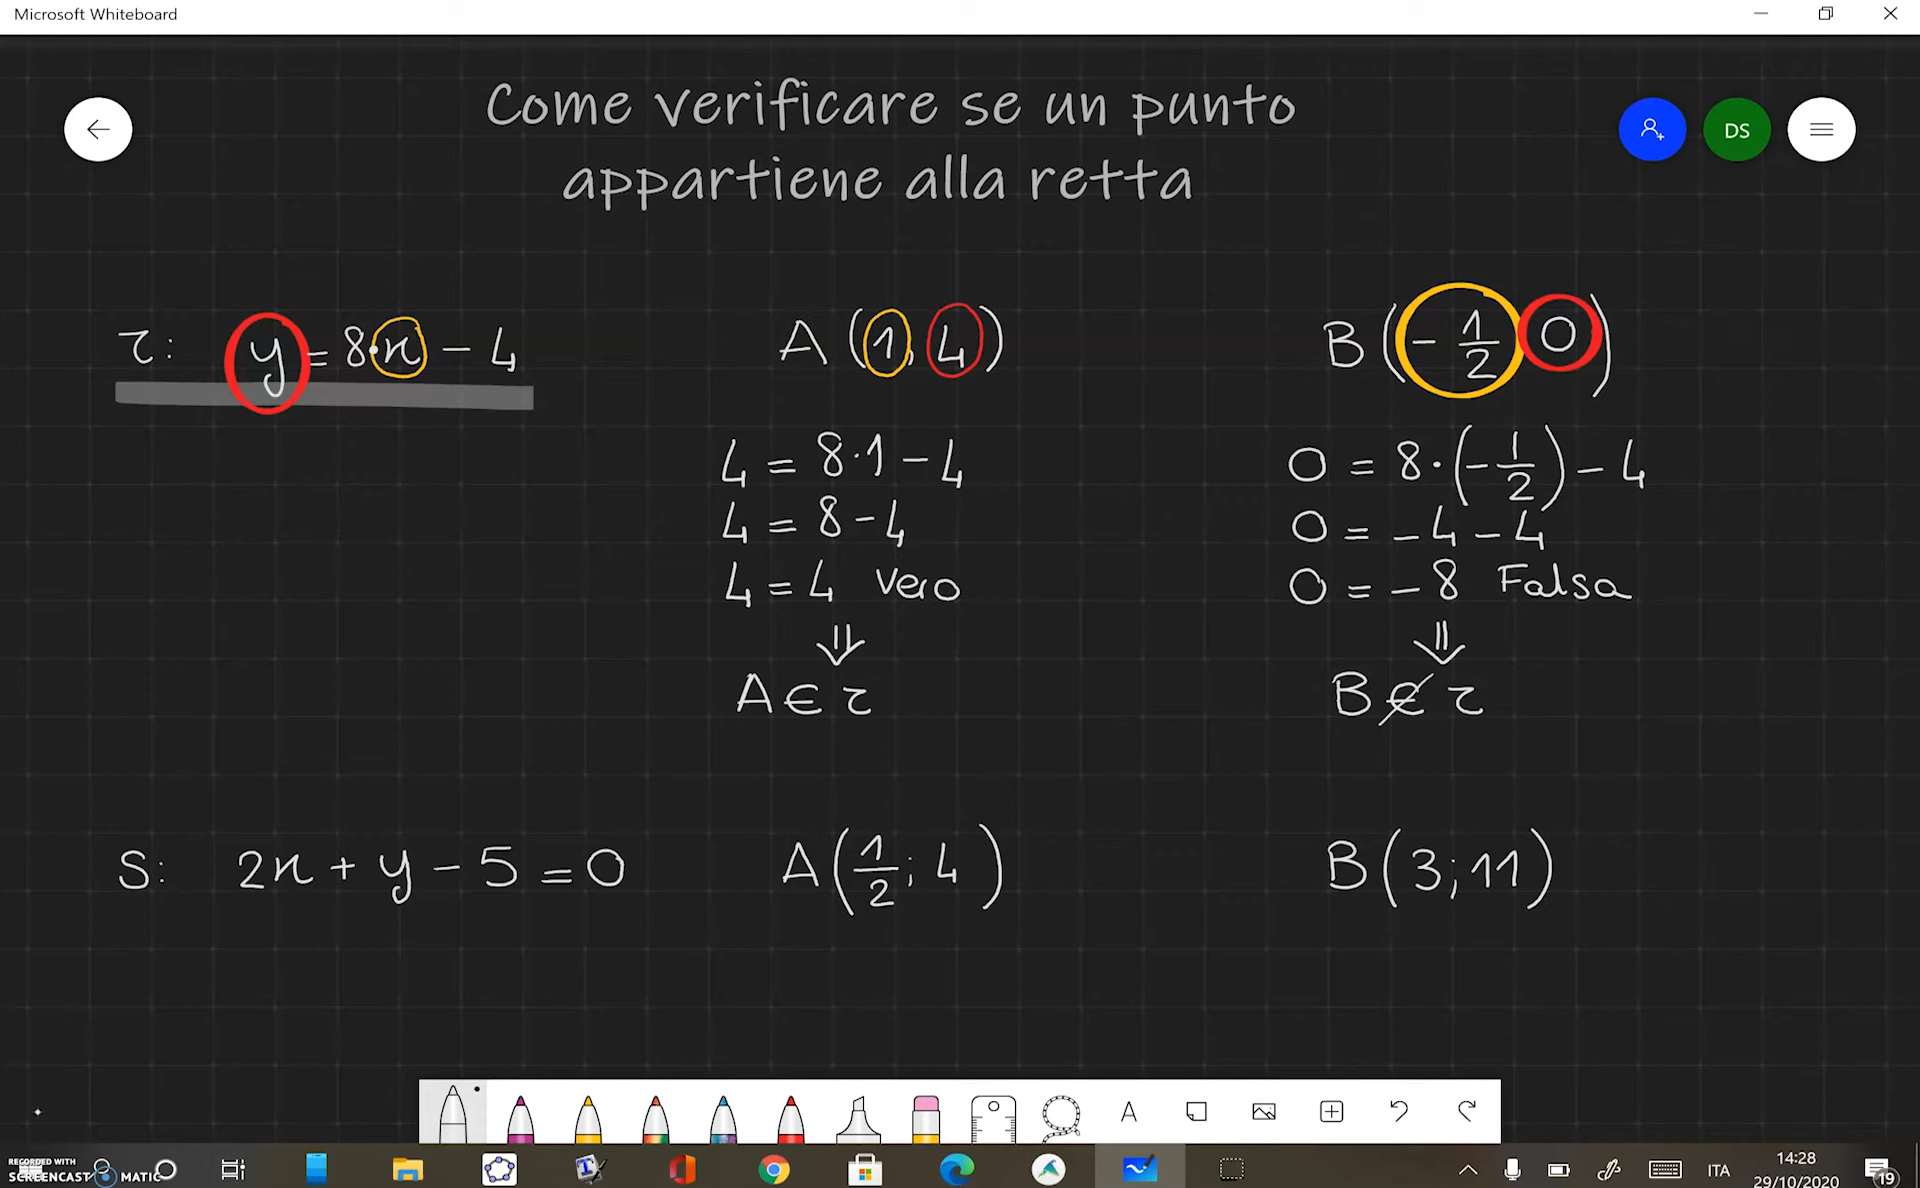 Microsoft Whiteboard
Come verificare se un punto
appartiene alla retta
DS
r: y = 8·x - 4
A (1, 4)
B (- 1/2 0)
4 = 8·1 - 4
4 = 8 - 4
4 = 4 Vero
⇓
A ∈ r
0 = 8·(- 1/2) - 4
0 = - 4 - 4
0 = - 8 Falsa
⇓
B ∉ r
S: 2x + y - 5 = 0
A (1/2; 4)
B (3; 11)
A
RECORDED WITH
SCREENCAST MATIC
ITA
14:28
29/10/2020
19